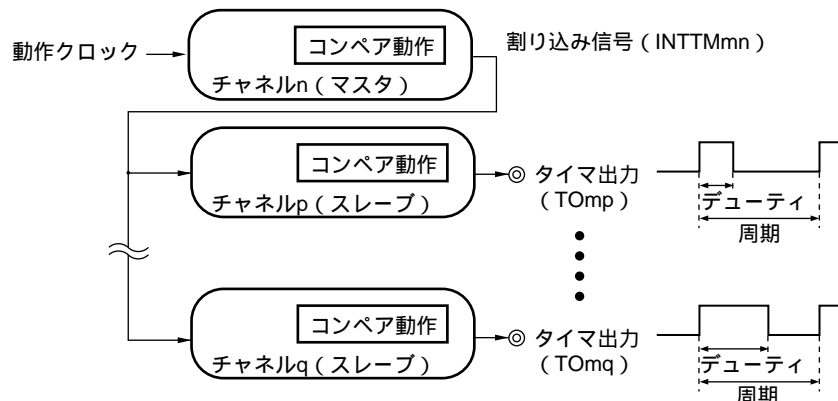 動作クロック
コンペア動作
チャネルn（マスタ）
割り込み信号（INTTMmn）
コンペア動作
チャネルp（スレーブ）
タイマ出力
（TOmp）
デューティ
周期
コンペア動作
チャネルq（スレーブ）
タイマ出力
（TOmq）
デューティ
周期